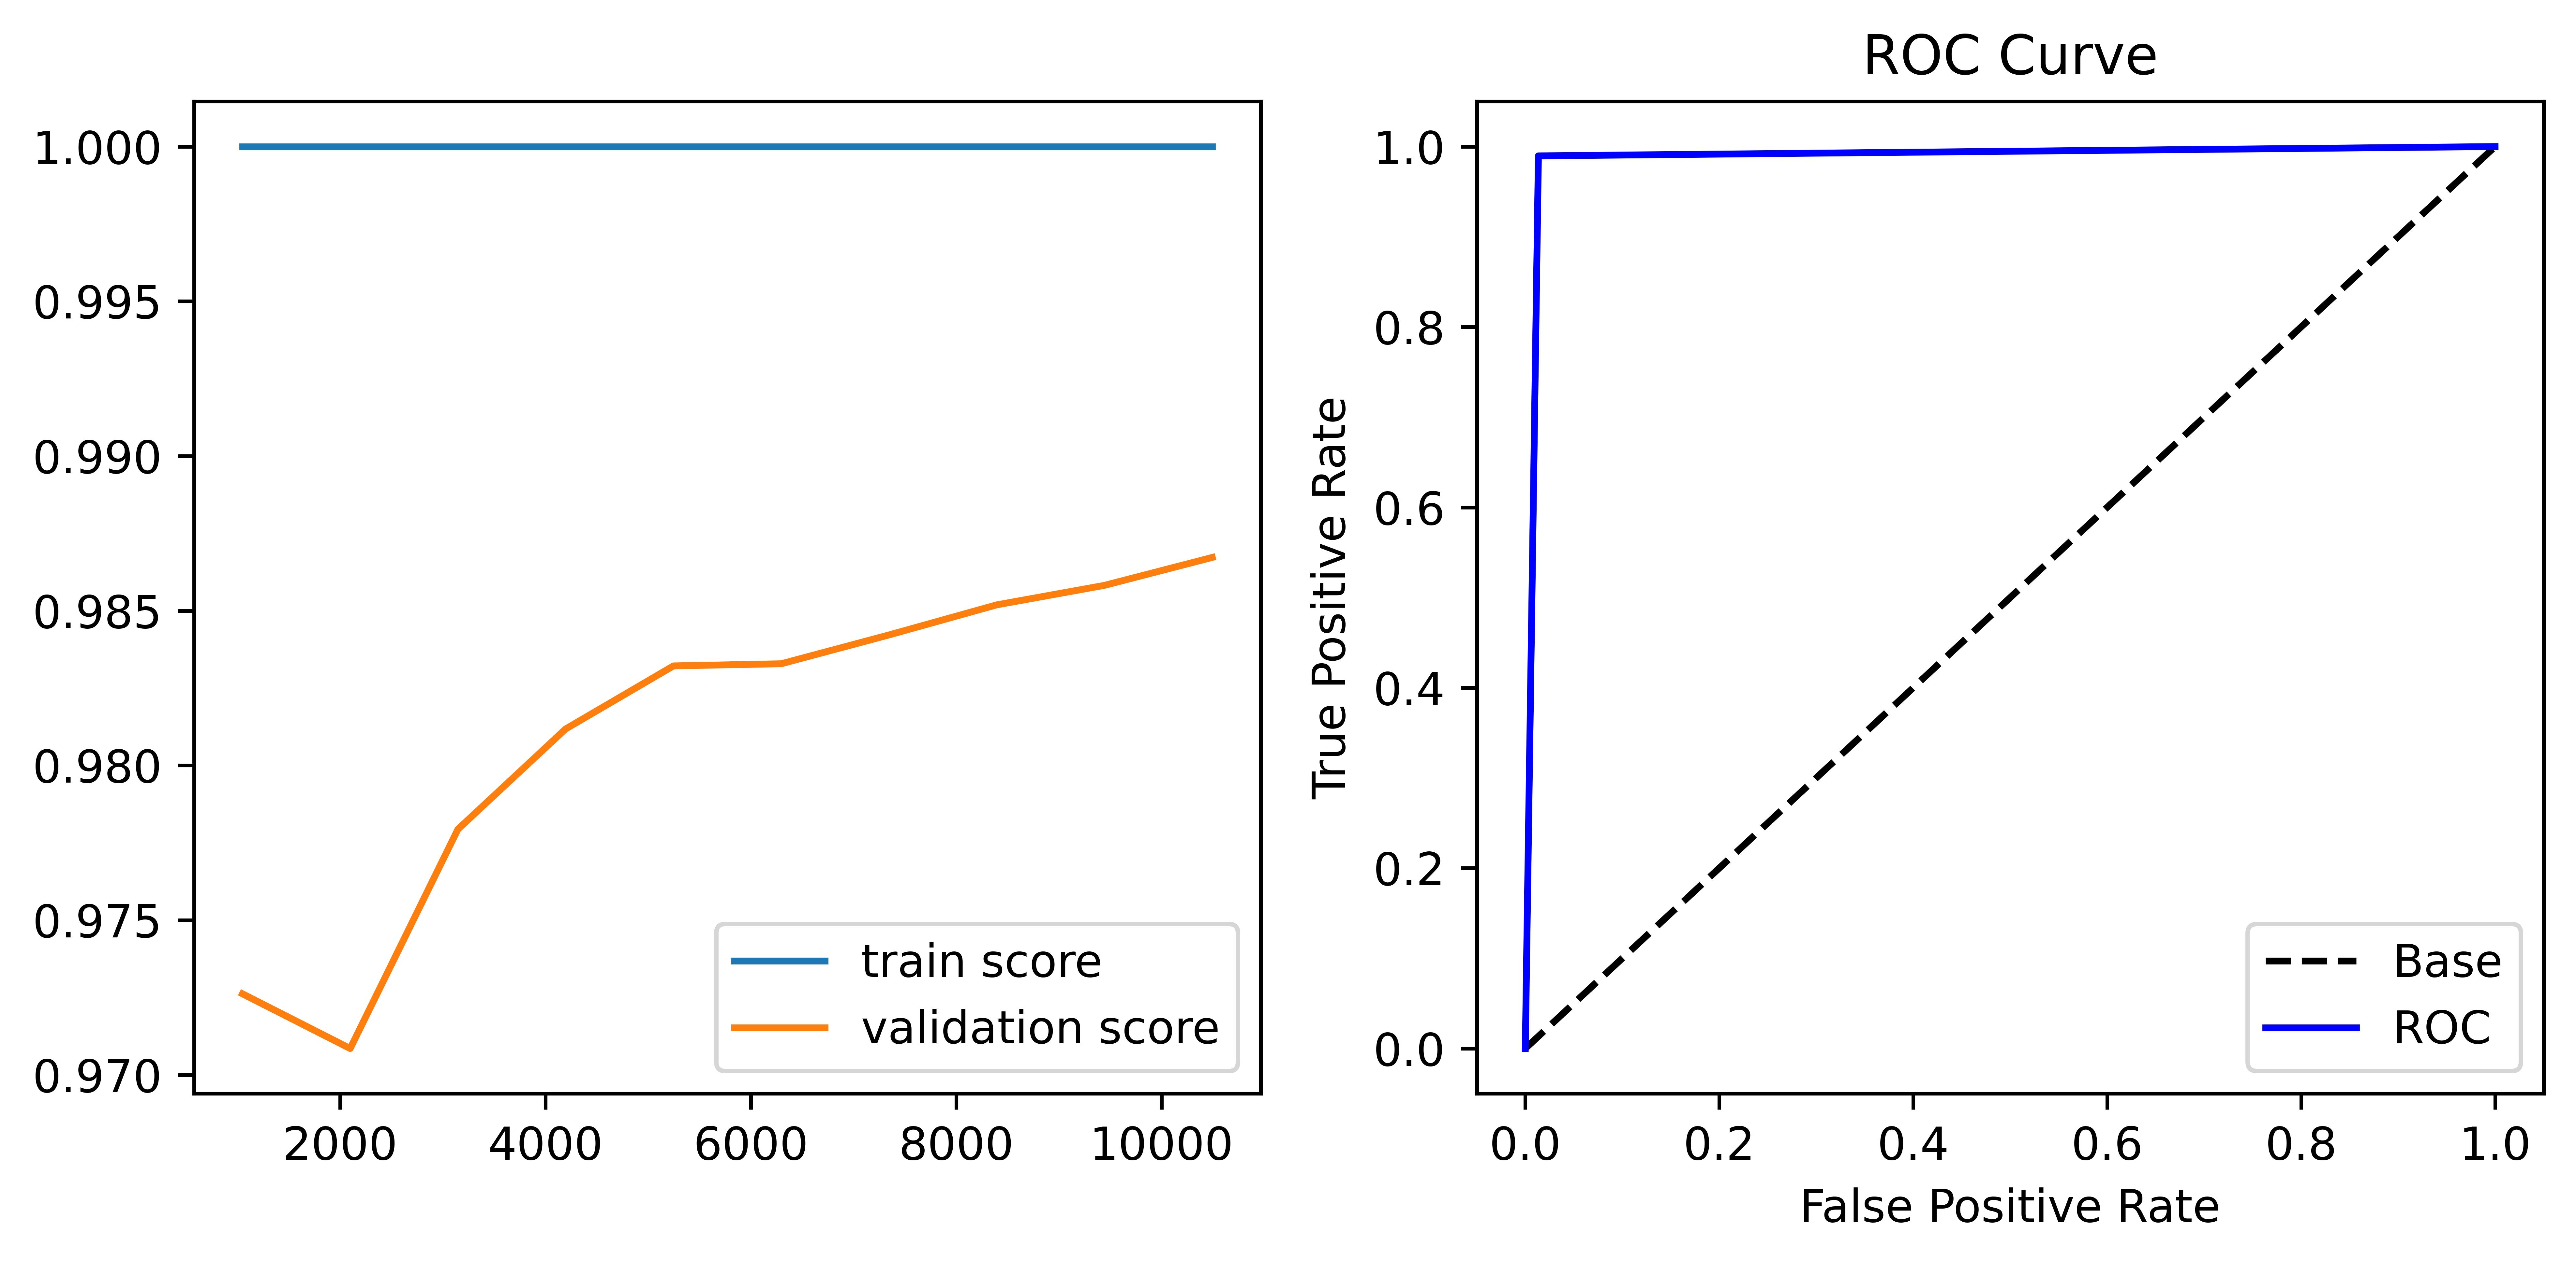 1.000
0.995
0.990
0.985
0.980
0.975
0.970
2000 4000 6000 8000 10000
train score
validation score
ROC Curve
True Positive Rate
1.0
0.8
0.6
0.4
0.2
0.0
0.0 0.2 0.4 0.6 0.8 1.0
False Positive Rate
Base
ROC